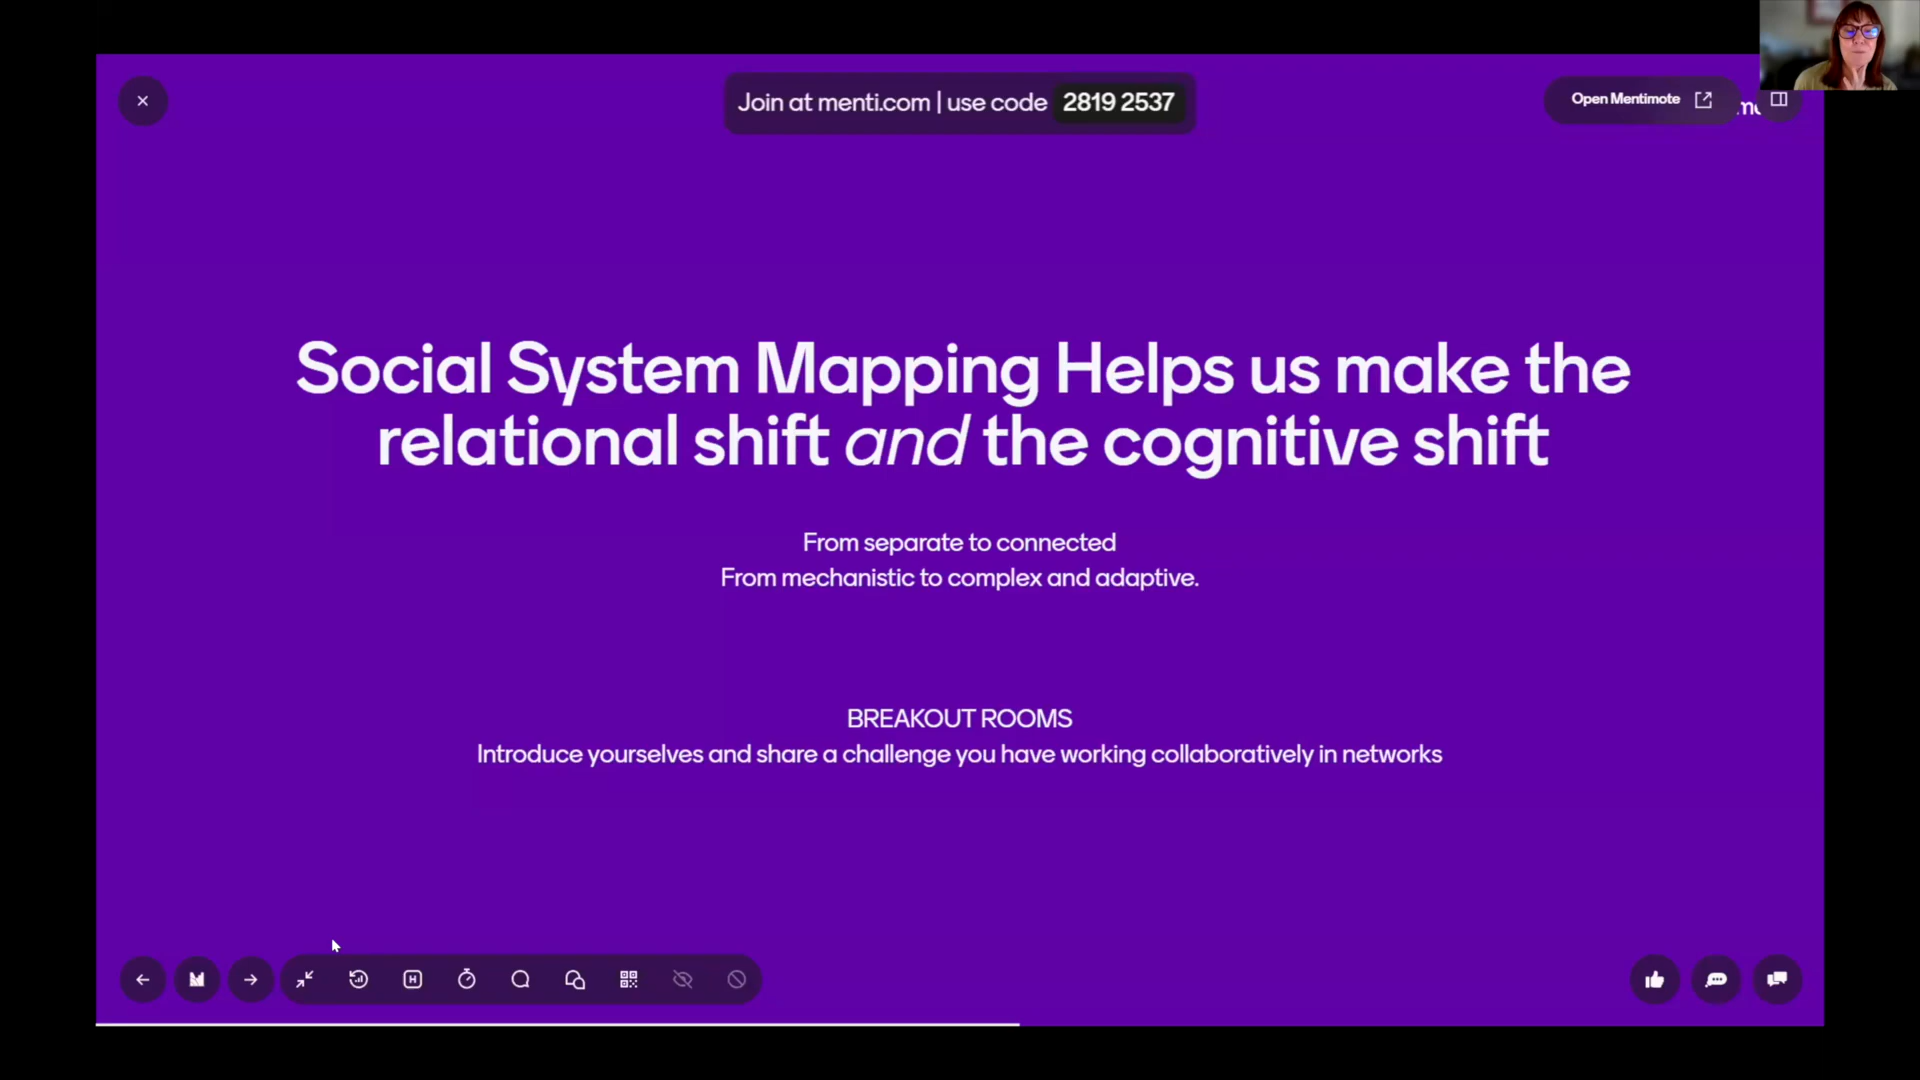 Join at menti.com | use code 2819 2537
Open Mentimote
Social System Mapping Helps us make the
relational shift and the cognitive shift
From separate to connected
From mechanistic to complex and adaptive.
BREAKOUT ROOMS
Introduce yourselves and share a challenge you have working collaboratively in networks